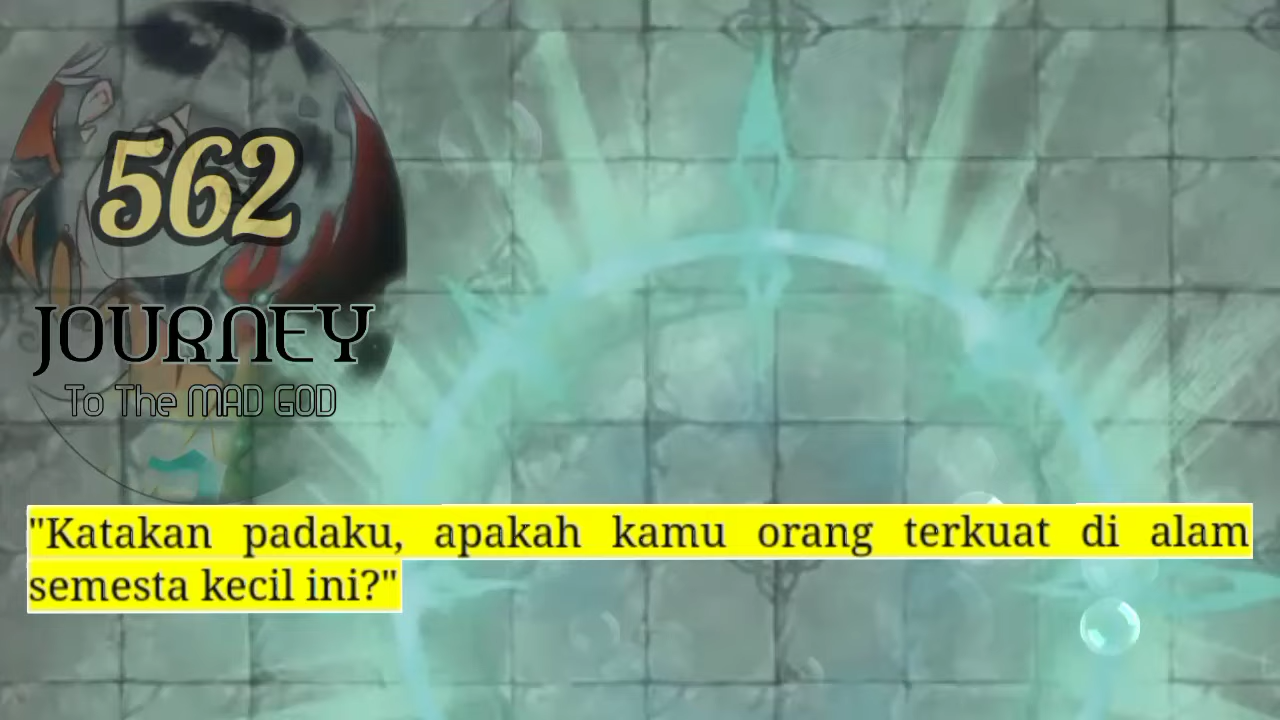 562
JOURNEY
To The MAD GOD
"Katakan padaku, apakah kamu orang terkuat di alam
semesta kecil ini?"